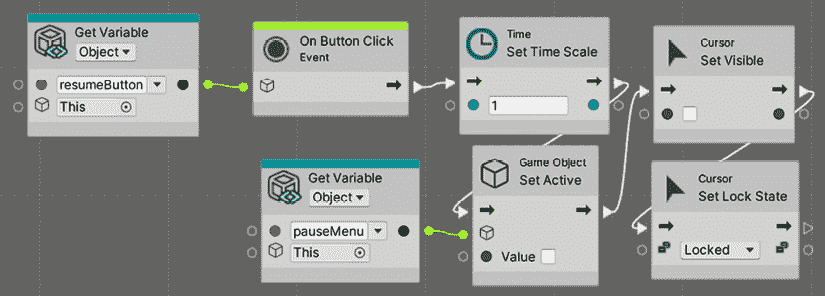 Get Variable
Object
resumeButton
This
On Button Click
Event
Time
Set Time Scale
1
Cursor
Set Visible
Get Variable
Object
pauseMenu
This
Game Object
Set Active
Value
Cursor
Set Lock State
Locked